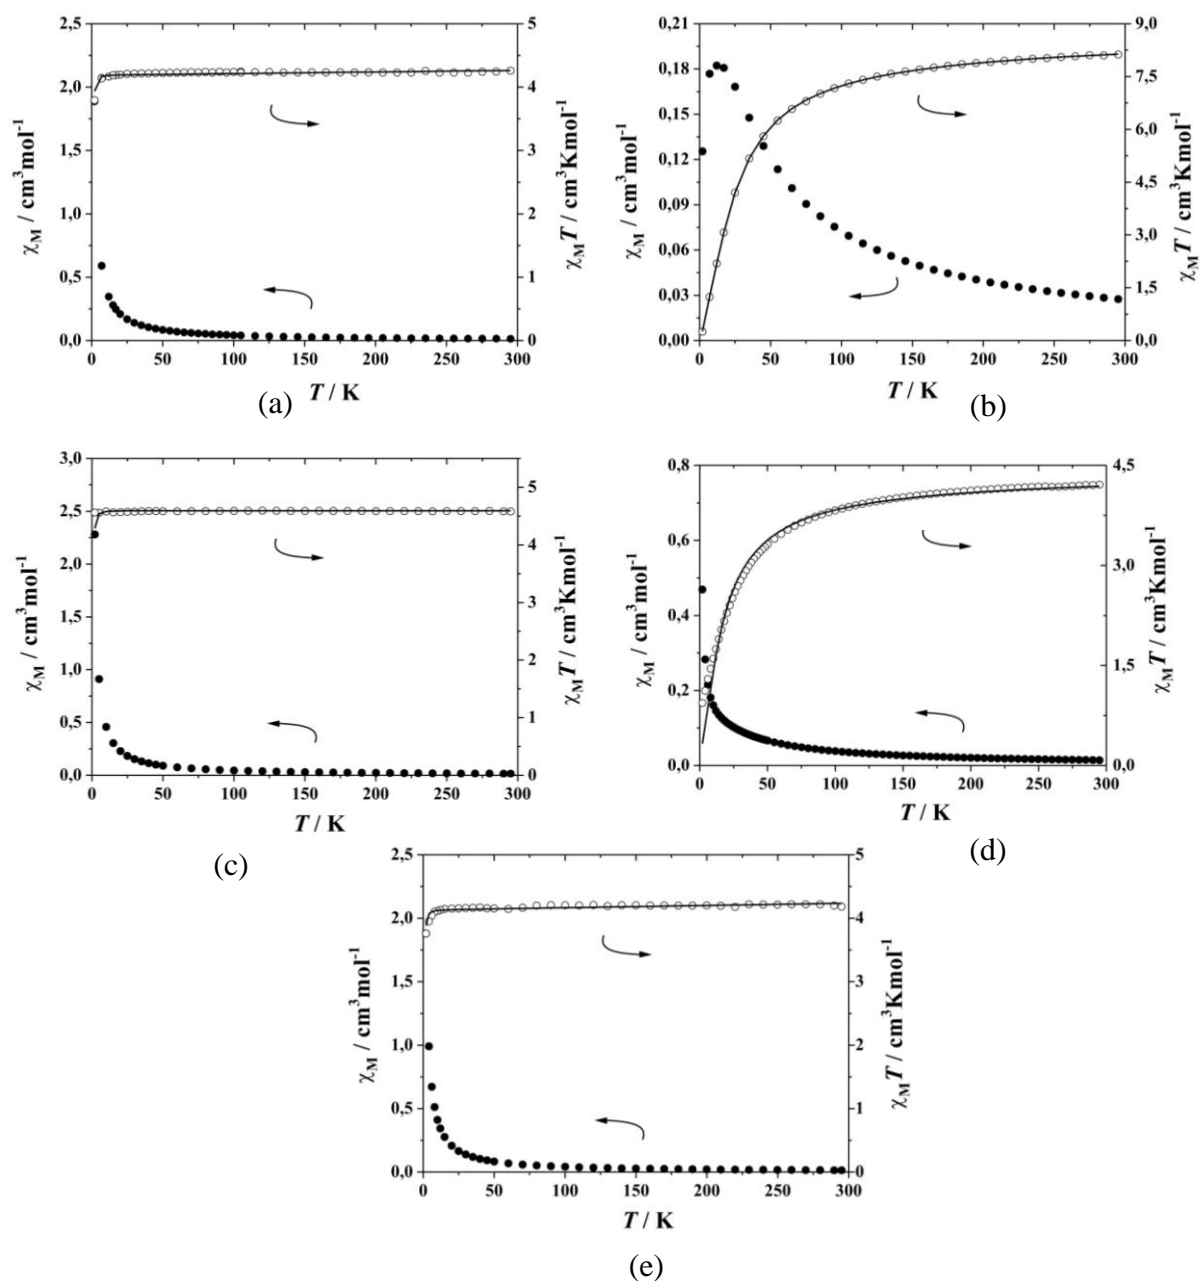 2,5
2,0
1,5
1,0
0,5
0,0
χM / cm³mol⁻¹
5
4
3
2
1
0
χMT / cm³Kmol⁻¹
0 50 100 150 200 250 300
T / K
(a)
0,21
0,18
0,15
0,12
0,09
0,06
0,03
0,00
χM / cm³mol⁻¹
9,0
7,5
6,0
4,5
3,0
1,5
0,0
χMT / cm³Kmol⁻¹
0 50 100 150 200 250 300
T / K
(b)
3,0
2,5
2,0
1,5
1,0
0,5
0,0
χM / cm³mol⁻¹
5
4
3
2
1
0
χMT / cm³Kmol⁻¹
0 50 100 150 200 250 300
T / K
(c)
0,8
0,6
0,4
0,2
0,0
χM / cm³mol⁻¹
4,5
3,0
1,5
0,0
χMT / cm³Kmol⁻¹
0 50 100 150 200 250 300
T / K
(d)
2,5
2,0
1,5
1,0
0,5
0,0
χM / cm³mol⁻¹
5
4
3
2
1
0
χMT / cm³Kmol⁻¹
0 50 100 150 200 250 300
T / K
(e)